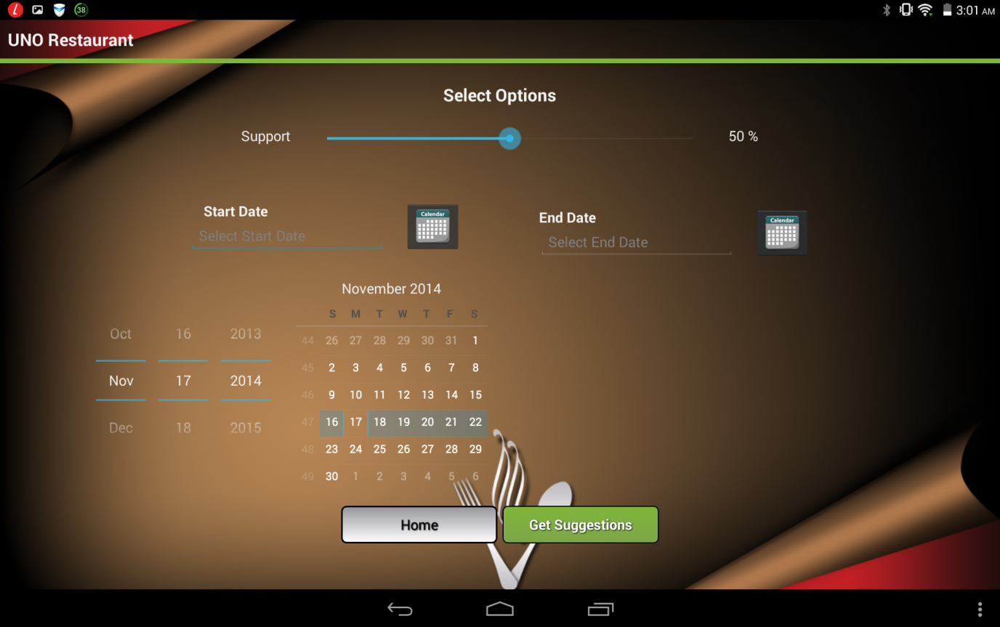 38
3:01 AM
UNO Restaurant
Select Options
Support
50 %
Start Date
Select Start Date
Calendar
End Date
Select End Date
Calendar
Oct 16 2013
Nov 17 2014
Dec 18 2015
November 2014
S M T W T F S
44 26 27 28 29 30 31 1
45 2 3 4 5 6 7 8
46 9 10 11 12 13 14 15
47 16 17 18 19 20 21 22
48 23 24 25 26 27 28 29
49 30 1 2 3 4 5 6
Home
Get Suggestions